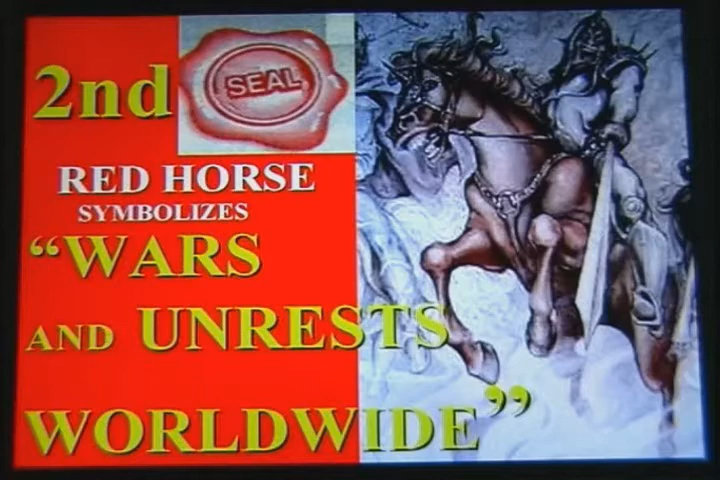 2nd
SEAL
RED HORSE
SYMBOLIZES
“WARS
AND UNRESTS
WORLDWIDE”